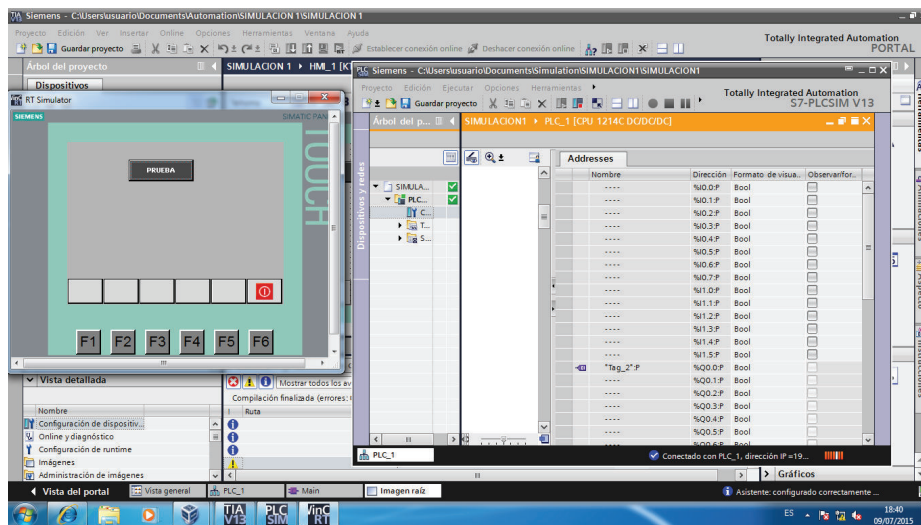 Siemens - C:\Users\usuario\Documents\Automation\SIMULACION 1\SIMULACION 1
Proyecto Edición Ver Insertar Online Opciones Herramientas Ventana Ayuda
Guardar proyecto
Establecer conexión online Deshacer conexión online
Totally Integrated Automation
PORTAL
Árbol del proyecto
SIMULACION 1 ▸ HMI_1
Dispositivos
RT Simulator
SIEMENS
SIMATIC PAN
TOUCH
PRUEBA
F1 F2 F3 F4 F5 F6
Siemens - C:\Users\usuario\Documents\Simulation\SIMULACION1\SIMULACION1
Proyecto Edición Ejecutar Opciones Herramientas
Guardar proyecto
Totally Integrated Automation
S7-PLCSIM V13
Árbol del p...
SIMULACION1 ▸ PLC_1 [CPU 1214C DC/DC/DC]
Dispositivos y redes
SIMULA...
PLC...
C...
T...
S...
Addresses
Nombre Dirección Formato de visua.. Observar/for..
---- %I0.0:P Bool
---- %I0.1:P Bool
---- %I0.2:P Bool
---- %I0.3:P Bool
---- %I0.4:P Bool
---- %I0.5:P Bool
---- %I0.6:P Bool
---- %I0.7:P Bool
---- %I1.0:P Bool
---- %I1.1:P Bool
---- %I1.2:P Bool
---- %I1.3:P Bool
---- %I1.4:P Bool
---- %I1.5:P Bool
"Tag_2":P %Q0.0:P Bool
---- %Q0.1:P Bool
---- %Q0.2:P Bool
---- %Q0.3:P Bool
---- %Q0.4:P Bool
---- %Q0.5:P Bool
---- %Q0.6:P Bool
PLC_1
Conectado con PLC_1, dirección IP =19...
Vista detallada
Nombre
Configuración de dispositiv...
Online y diagnóstico
Configuración de runtime
Imágenes
Administración de imágenes
Mostrar todos los av
Compilación finalizada (errores:
! Ruta
Gráficos
Vista del portal
Vista general
PLC_1
Main
Imagen raíz
Asistente: configurado correctamente ...
TIA V13
PLC SIM
VinC RT
ES
18:40
09/07/2015